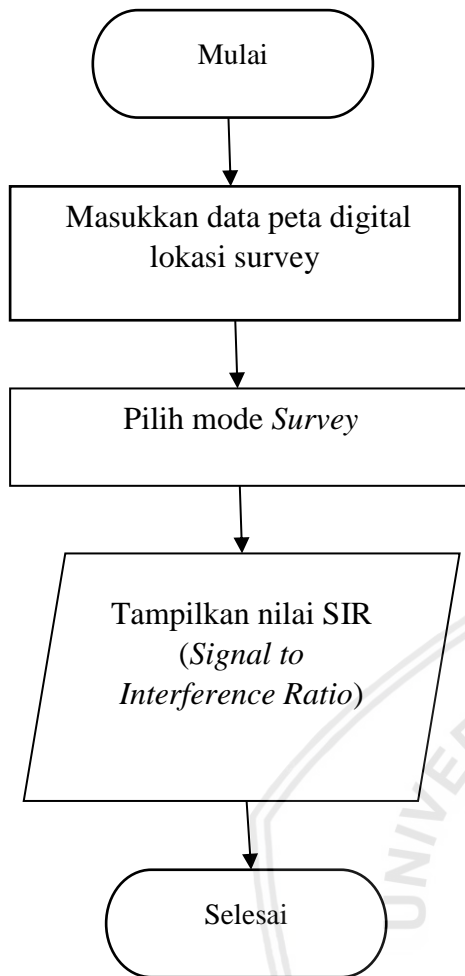 Mulai
Masukkan data peta digital
lokasi survey
Pilih mode Survey
Tampilkan nilai SIR
(Signal to
Interference Ratio)
Selesai